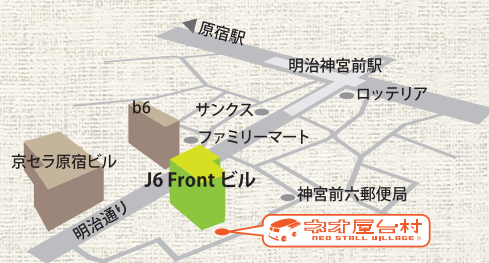 原宿駅
明治神宮前駅
ロッテリア
b6
サンクス
ファミリーマート
京セラ原宿ビル
J6 Front ビル
神宮前六郵便局
明治通り
ネオ屋台村
NEO STALL VILLAGE ®